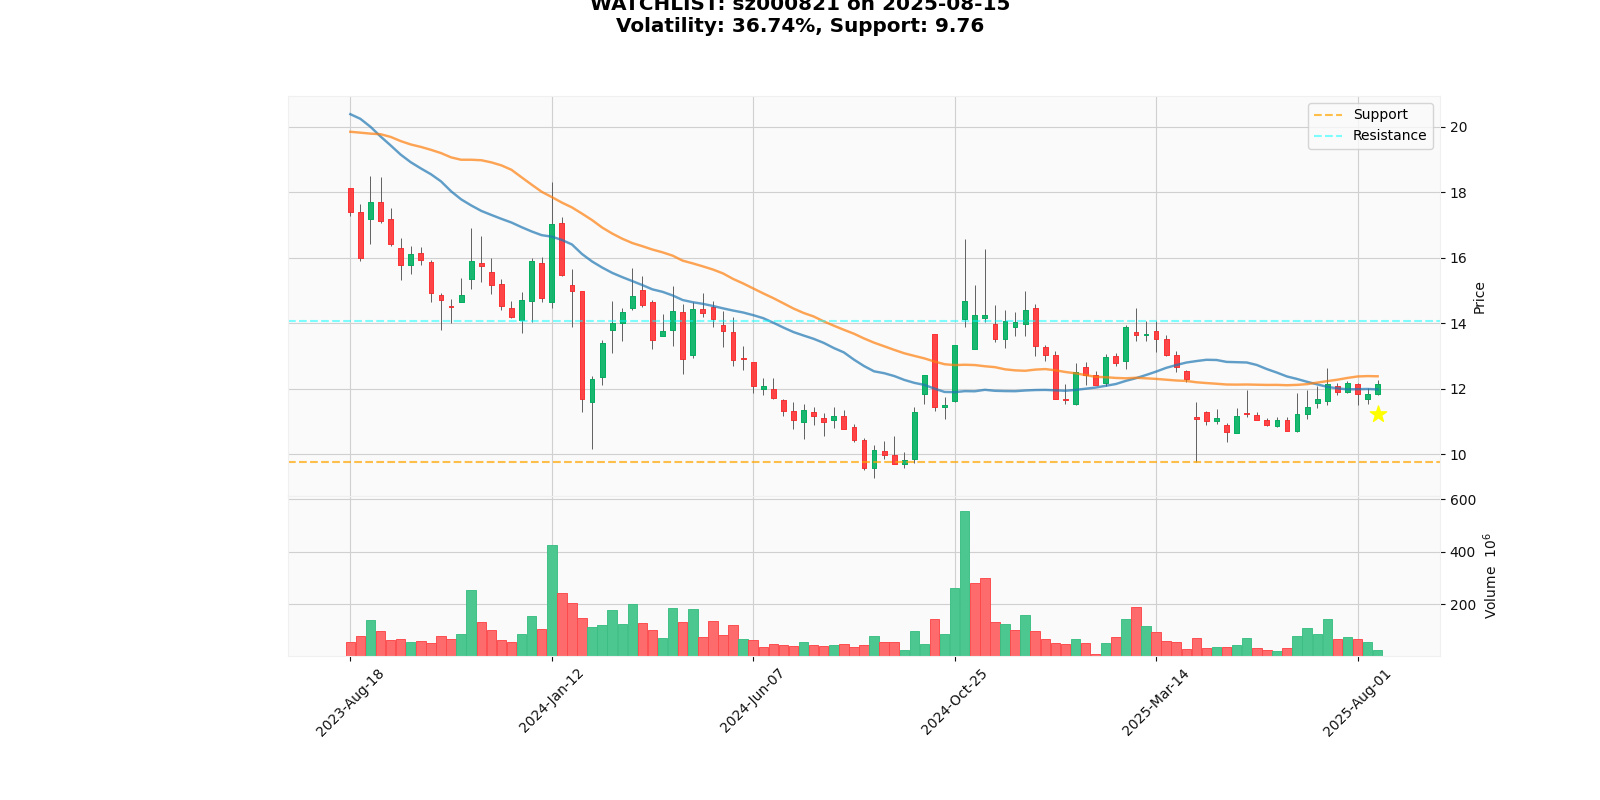 WATCHLIST: sz000821 on 2025-08-15
Volatility: 36.74%, Support: 9.76
Support
Resistance
20
18
16
14
12
10
Price
600
400
200
Volume 10^6
2023-Aug-18
2024-Jan-12
2024-Jun-07
2024-Oct-25
2025-Mar-14
2025-Aug-01